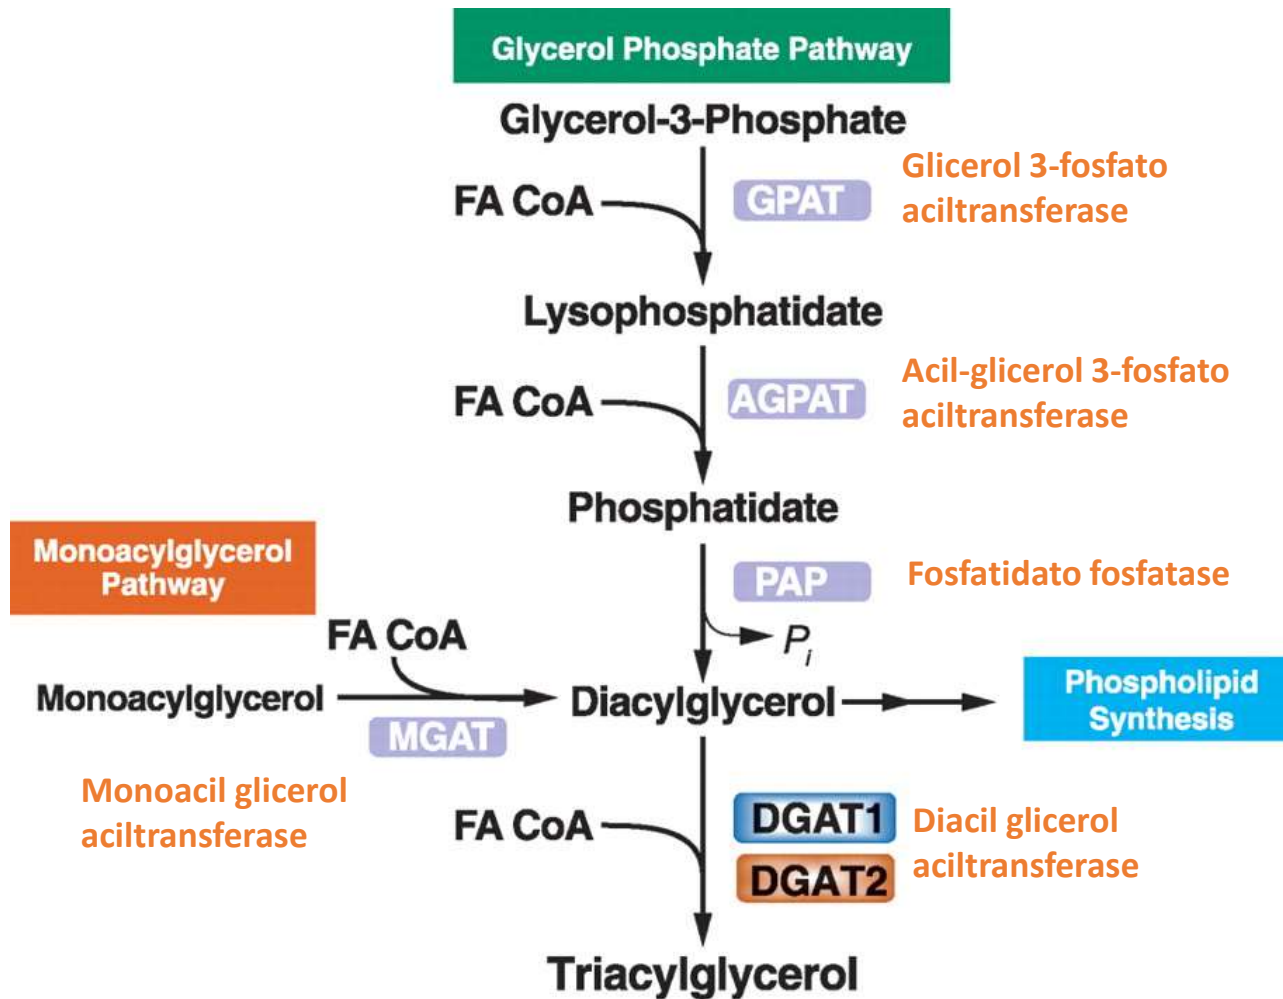 Glycerol Phosphate Pathway
Glycerol-3-Phosphate
FA CoA
GPAT
Glicerol 3-fosfato
aciltransferase
Lysophosphatidate
FA CoA
AGPAT
Acil-glicerol 3-fosfato
aciltransferase
Phosphatidate
Monoacylglycerol
Pathway
PAP
Fosfatidato fosfatase
FA CoA
Pi
Monoacylglycerol
MGAT
Diacylglycerol
Phospholipid
Synthesis
Monoacil glicerol
aciltransferase
FA CoA
DGAT1
DGAT2
Diacil glicerol
aciltransferase
Triacylglycerol